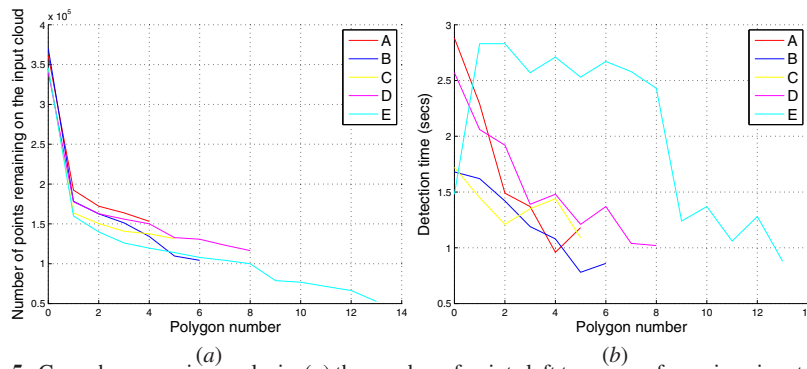 4 x 10^5
3.5
3
2.5
2
1.5
1
0.5
0 2 4 6 8 10 12 14
Number of points remaining on the input cloud
Polygon number
A
B
C
D
E
(a)
3
2.5
2
1.5
1
0.5
0 2 4 6 8 10 12
Detection time (secs)
Polygon number
A
B
C
D
E
(b)